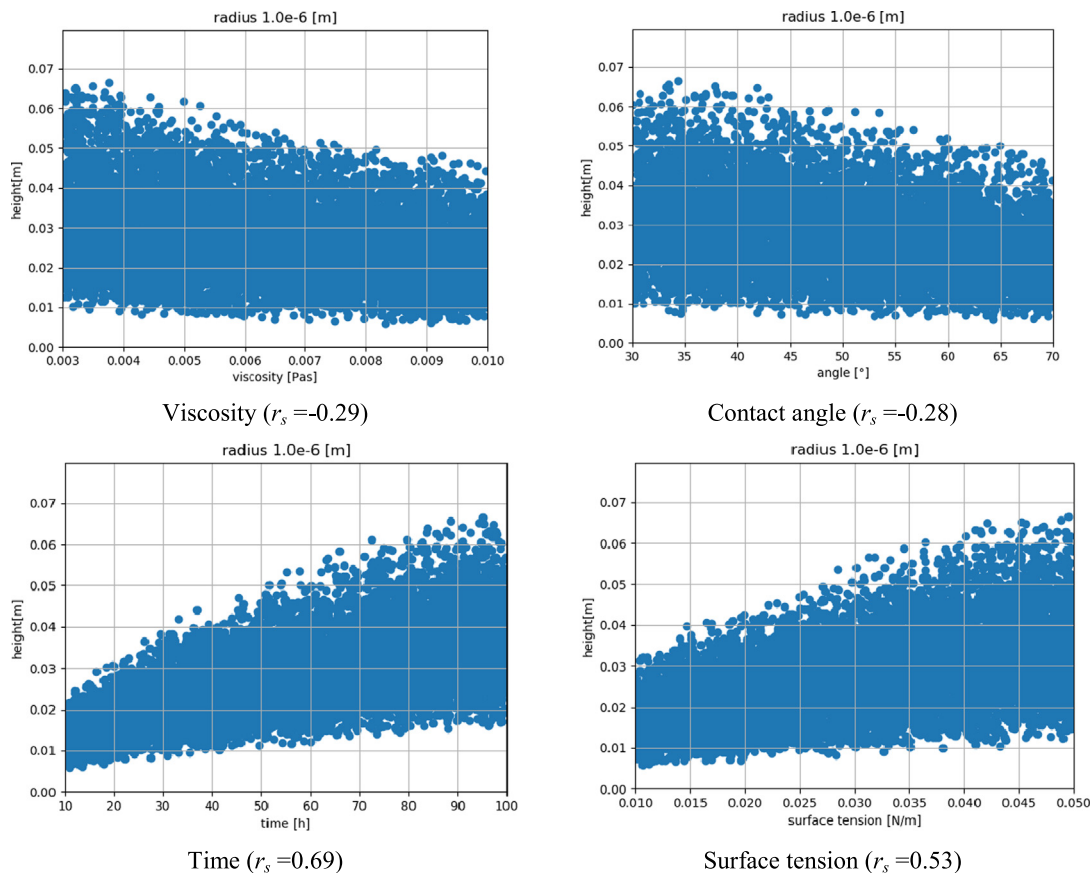 radius 1.0e-6 [m]
height[m]
0.07
0.06
0.05
0.04
0.03
0.02
0.01
0.00
0.003 0.004 0.005 0.006 0.007 0.008 0.009 0.010
viscosity [Pas]
Viscosity (rs =-0.29)
radius 1.0e-6 [m]
height[m]
0.07
0.06
0.05
0.04
0.03
0.02
0.01
0.00
30 35 40 45 50 55 60 65 70
angle [°]
Contact angle (rs =-0.28)
radius 1.0e-6 [m]
height[m]
0.07
0.06
0.05
0.04
0.03
0.02
0.01
0.00
10 20 30 40 50 60 70 80 90 100
time [h]
Time (rs =0.69)
radius 1.0e-6 [m]
height[m]
0.07
0.06
0.05
0.04
0.03
0.02
0.01
0.00
0.010 0.015 0.020 0.025 0.030 0.035 0.040 0.045 0.050
surface tension [N/m]
Surface tension (rs =0.53)